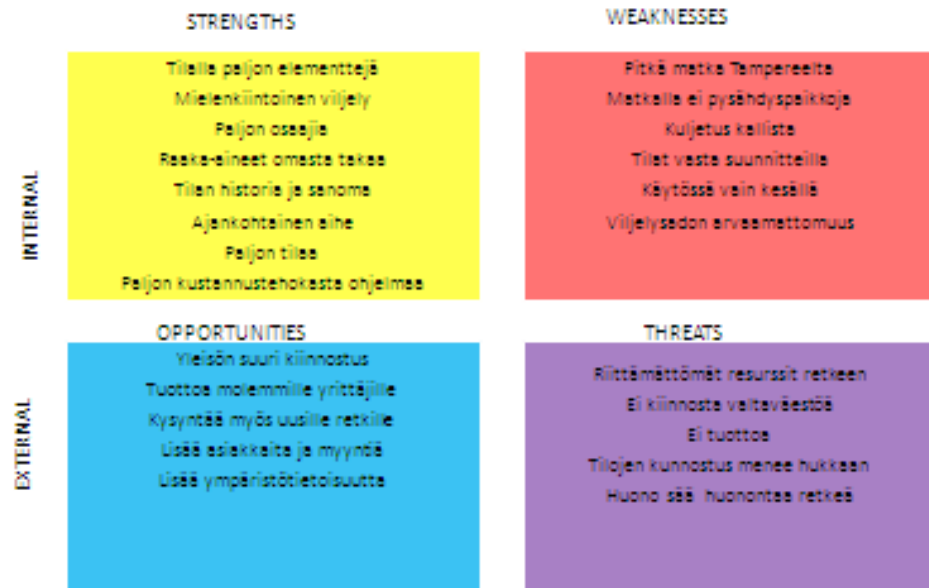 STRENGTHS
Tilalla paljon elementtejä
Mielenkiintoinen viljely
Paljon osaajia
Raaka-aineet omasta takaa
Tilan historia ja sanoma
Ajankohtainen aihe
Paljon tilaa
Paljon kustannustehokasta ohjelmaa
WEAKNESSES
Pitkä matka Tampereelta
Matkalla ei pysähdyspaikkoja
Kuljetus kallista
Tilat vasta suunnitteilla
Käytössä vain kesällä
Viljelysadon arvaamattomuus
INTERNAL
OPPORTUNITIES
Yleisön suuri kiinnostus
Tuottoa molemmille yrittäjille
Kysyntää myös uusille retkille
Lisää asiakkaita ja myyntiä
Lisää ympäristötietoisuutta
THREATS
Riittämättömät resurssit retkeen
Ei kiinnosta valtaväestöä
Ei tuottoa
Tilojen kunnostus menee hukkaan
Huono sää huonontaa retkeä
EXTERNAL